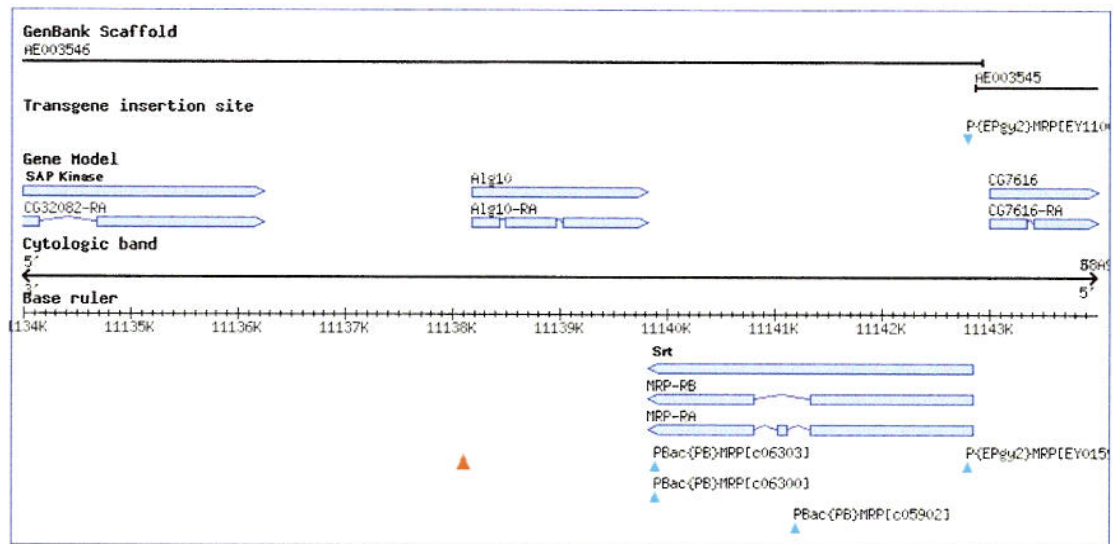 GenBank Scaffold
AE003546
AE003545
Transgene insertion site
P{EPgy2}MRP[EY110
Gene Model
SAP Kinase Alg10 CG7616
CG32082-RA Alg10-RA CG7616-RA
Cytologic band
5′
3′ 5′
Base ruler
1134K 11135K 11136K 11137K 11138K 11139K 11140K 11141K 11142K 11143K
Srt
MRP-RB
MRP-RA
PBac{PB}MRP[c06303] P{EPgy2}MRP[EY015
PBac{PB}MRP[c06300]
PBac{PB}MRP[c05902]